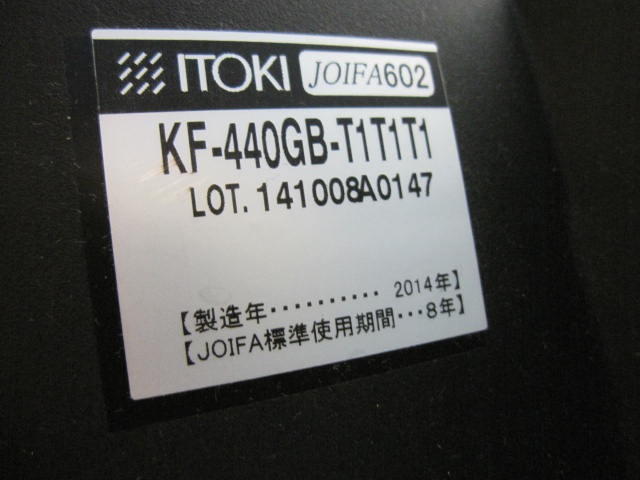 ITOKI JOIFA602
KF-440GB-T1T1T1
LOT. 141008A0147
【製造年・・・・・・・・・・ 2014年】
【JOIFA標準使用期間・・・8年】